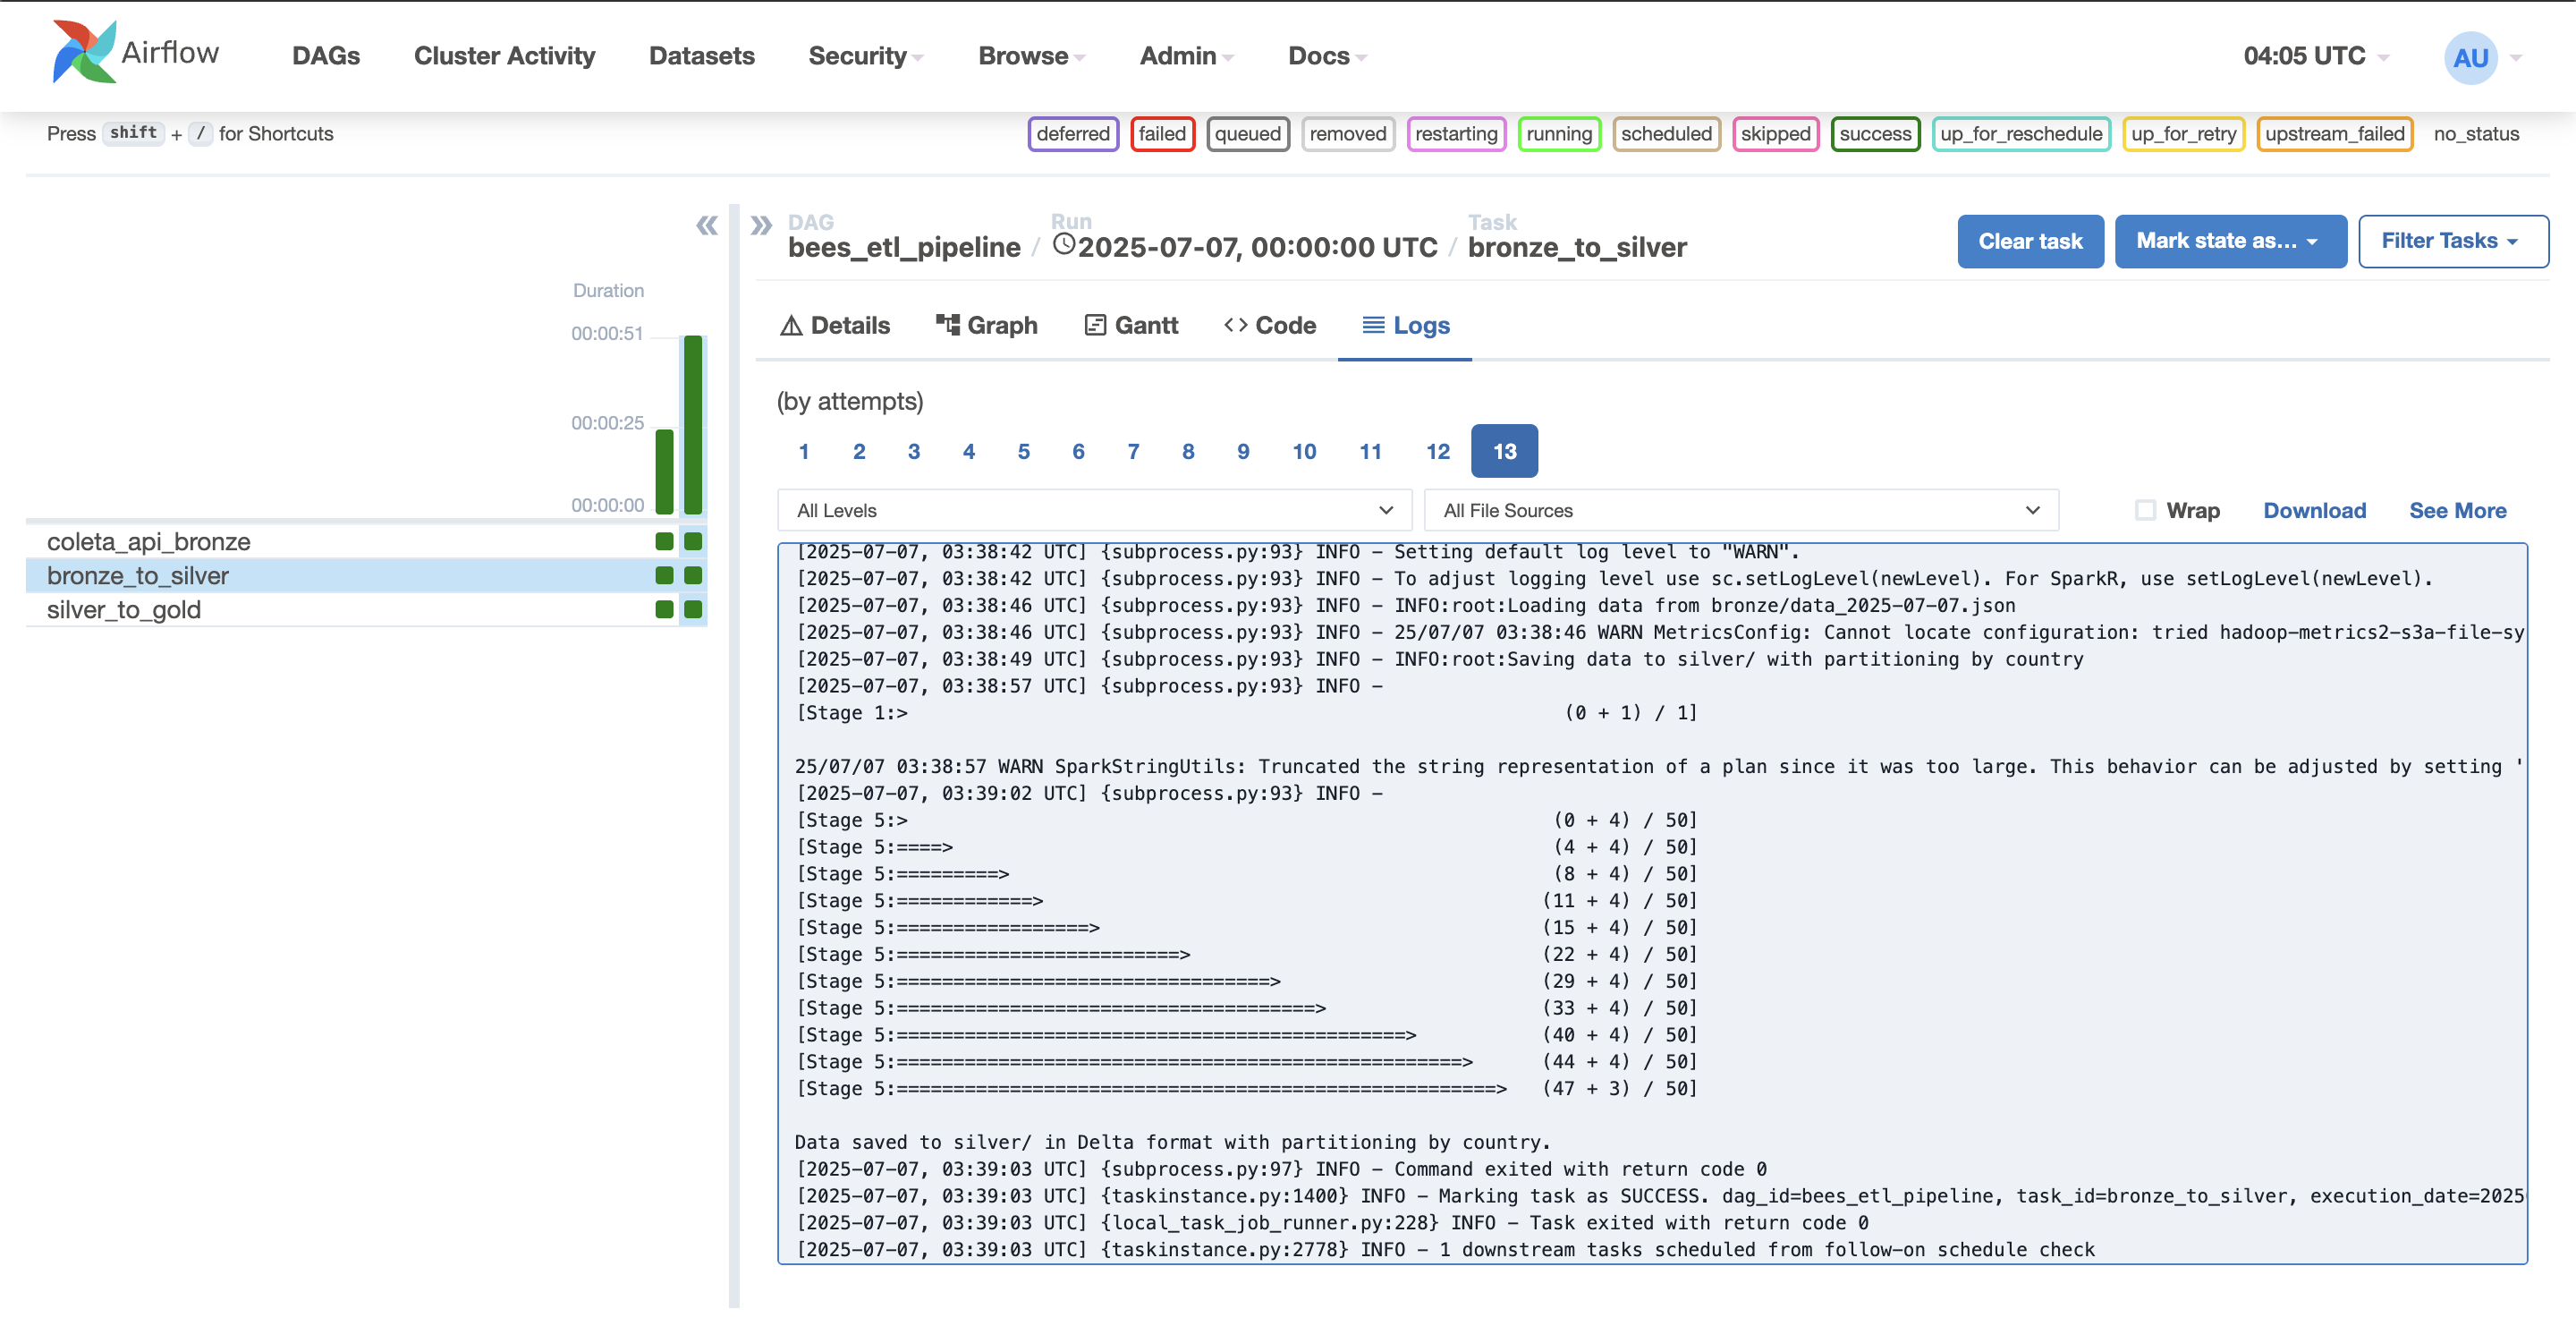 Airflow DAGs Cluster Activity Datasets Security Browse Admin Docs 04:05 UTC AU
Press shift + / for Shortcuts
deferred failed queued removed restarting running scheduled skipped success up_for_reschedule up_for_retry upstream_failed no_status
Duration
00:00:51
00:00:25
00:00:00
coleta_api_bronze
bronze_to_silver
silver_to_gold
DAG Run Task
bees_etl_pipeline / 2025-07-07, 00:00:00 UTC / bronze_to_silver
Clear task Mark state as... Filter Tasks
Details Graph Gantt Code Logs
(by attempts)
1 2 3 4 5 6 7 8 9 10 11 12 13
All Levels All File Sources Wrap Download See More
[2025-07-07, 03:38:42 UTC] {subprocess.py:93} INFO - Setting default log level to "WARN".
[2025-07-07, 03:38:42 UTC] {subprocess.py:93} INFO - To adjust logging level use sc.setLogLevel(newLevel). For SparkR, use setLogLevel(newLevel).
[2025-07-07, 03:38:46 UTC] {subprocess.py:93} INFO - INFO:root:Loading data from bronze/data_2025-07-07.json
[2025-07-07, 03:38:46 UTC] {subprocess.py:93} INFO - 25/07/07 03:38:46 WARN MetricsConfig: Cannot locate configuration: tried hadoop-metrics2-s3a-file-sy
[2025-07-07, 03:38:49 UTC] {subprocess.py:93} INFO - INFO:root:Saving data to silver/ with partitioning by country
[2025-07-07, 03:38:57 UTC] {subprocess.py:93} INFO -
[Stage 1:> (0 + 1) / 1]
25/07/07 03:38:57 WARN SparkStringUtils: Truncated the string representation of a plan since it was too large. This behavior can be adjusted by setting '
[2025-07-07, 03:39:02 UTC] {subprocess.py:93} INFO -
[Stage 5:> (0 + 4) / 50]
[Stage 5:====> (4 + 4) / 50]
[Stage 5:=========> (8 + 4) / 50]
[Stage 5:============> (11 + 4) / 50]
[Stage 5:=================> (15 + 4) / 50]
[Stage 5:=========================> (22 + 4) / 50]
[Stage 5:=================================> (29 + 4) / 50]
[Stage 5:=====================================> (33 + 4) / 50]
[Stage 5:=============================================> (40 + 4) / 50]
[Stage 5:==================================================> (44 + 4) / 50]
[Stage 5:=====================================================> (47 + 3) / 50]
Data saved to silver/ in Delta format with partitioning by country.
[2025-07-07, 03:39:03 UTC] {subprocess.py:97} INFO - Command exited with return code 0
[2025-07-07, 03:39:03 UTC] {taskinstance.py:1400} INFO - Marking task as SUCCESS. dag_id=bees_etl_pipeline, task_id=bronze_to_silver, execution_date=2025
[2025-07-07, 03:39:03 UTC] {local_task_job_runner.py:228} INFO - Task exited with return code 0
[2025-07-07, 03:39:03 UTC] {taskinstance.py:2778} INFO - 1 downstream tasks scheduled from follow-on schedule check